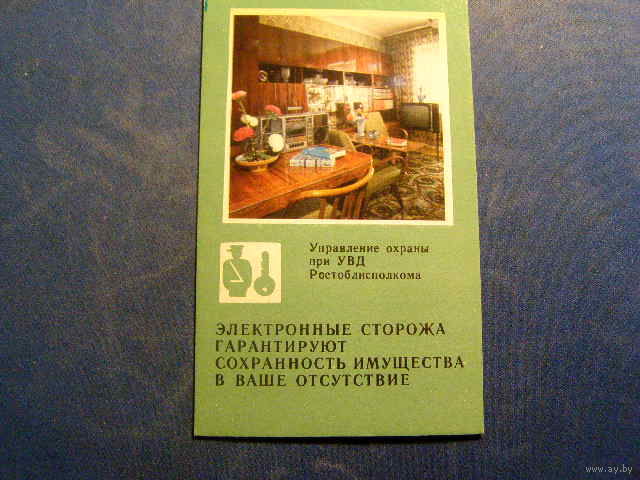 Управление охраны
при УВД
Ростоблисполкома
ЭЛЕКТРОННЫЕ СТОРОЖА
ГАРАНТИРУЮТ
СОХРАННОСТЬ ИМУЩЕСТВА
В ВАШЕ ОТСУТСТВИЕ
www.ay.by